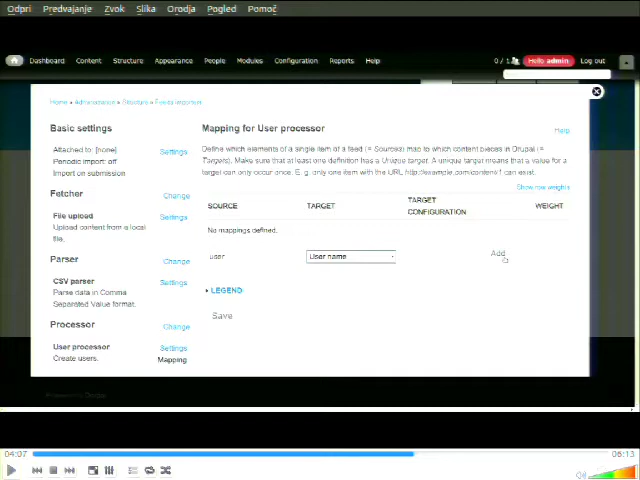 Odpri Predvajanje Zvok Slika Orodja Pogled Pomoč
Dashboard Content Structure Appearance People Modules Configuration Reports Help 0 / 1 Hello admin Log out
Home » Administration » Structure » Feeds importers
Basic settings
Attached to: [none]
Settings
Periodic import: off
Import on submission
Fetcher
Change
File upload
Settings
Upload content from a local
file.
Parser
Change
CSV parser
Settings
Parse data in Comma
Separated Value format.
Processor
Change
User processor
Settings
Create users.
Mapping
Mapping for User processor
Help
Define which elements of a single item of a feed (= Sources) map to which content pieces in Drupal (=
Targets). Make sure that at least one definition has a Unique target. A unique target means that a value for a
target can only occur once. E. g. only one item with the URL http://example.com/content/1 can exist.
Show row weights
SOURCE TARGET TARGET CONFIGURATION WEIGHT
No mappings defined.
user User name Add
LEGEND
Save
04:07 06:13